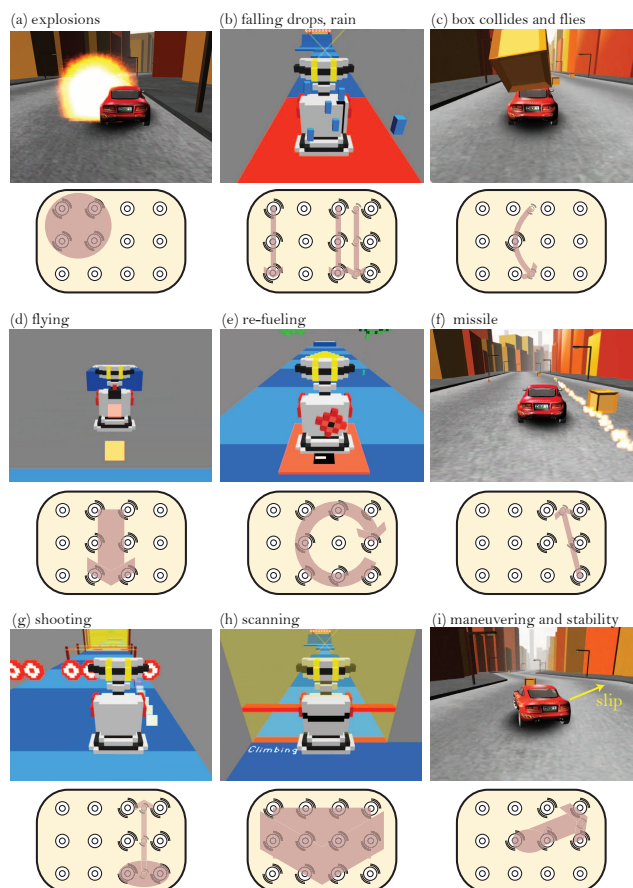 (a) explosions
(b) falling drops, rain
(c) box collides and flies
(d) flying
(e) re-fueling
(f) missile
(g) shooting
(h) scanning
(i) maneuvering and stability
Climbing
slip